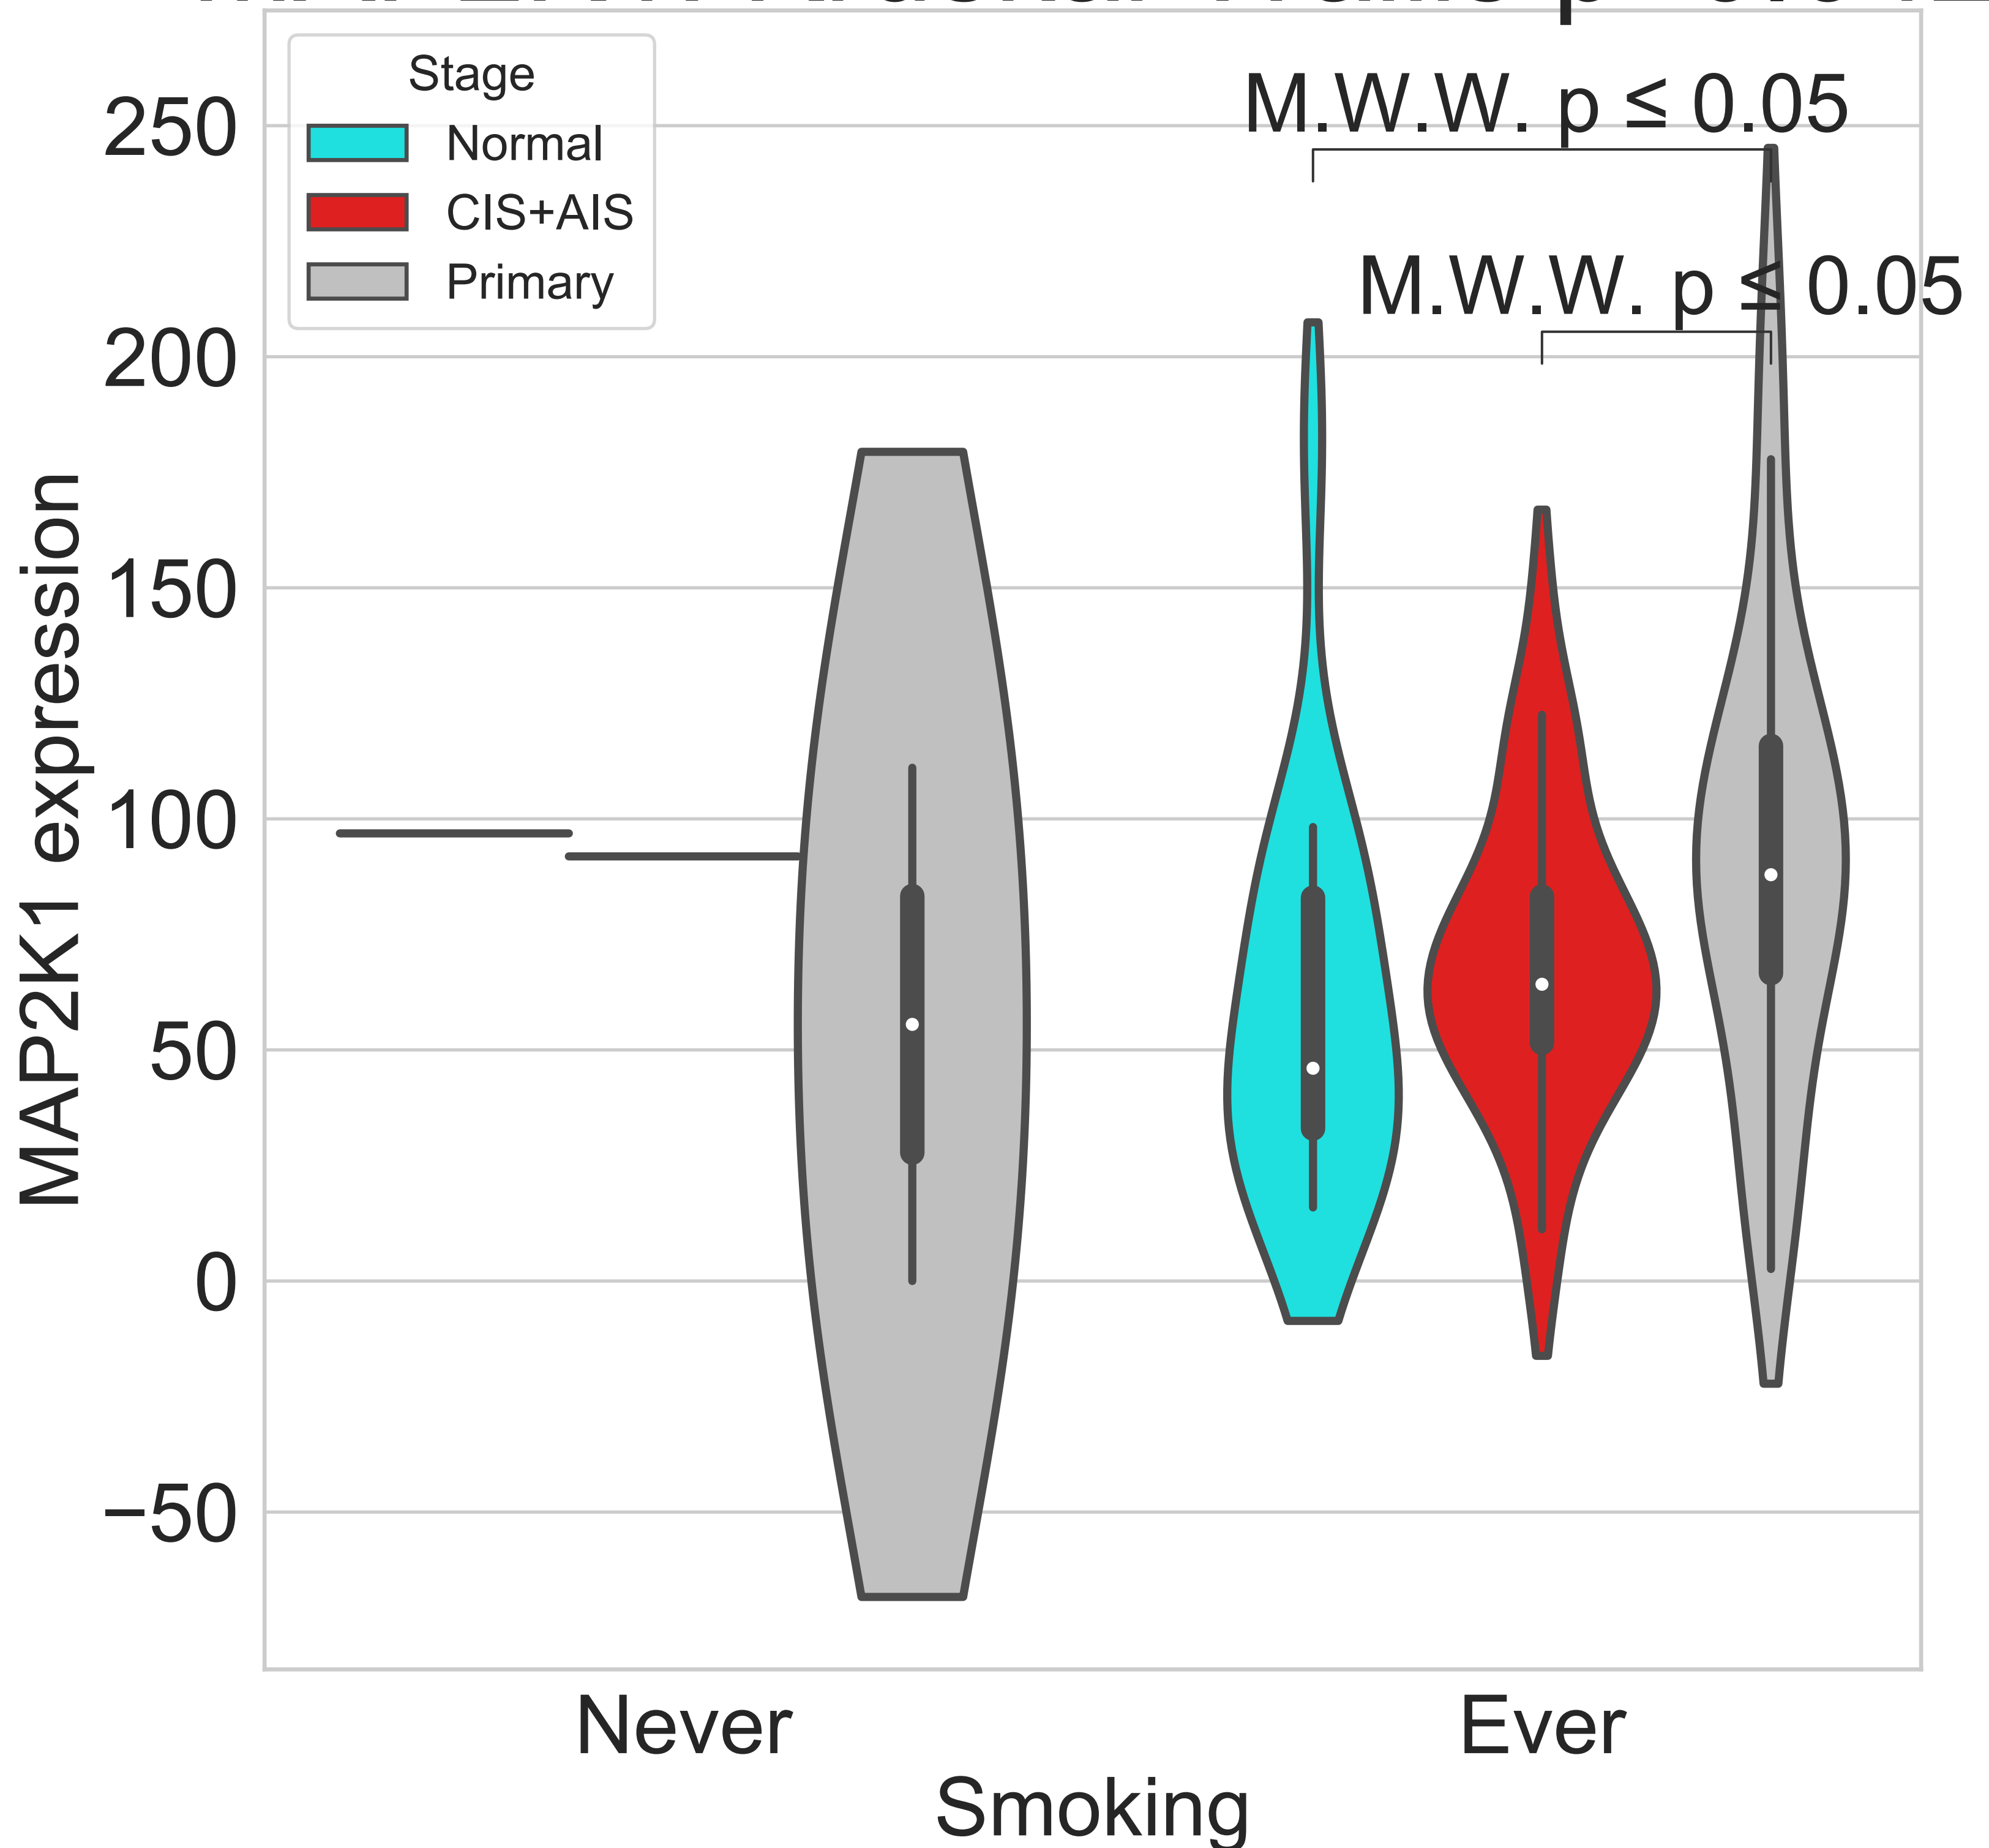 Stage
Normal
CIS+AIS
Primary
M.W.W. p ≤ 0.05
M.W.W. p ≤ 0.05
250
200
150
100
50
0
−50
MAP2K1 expression
Never
Ever
Smoking